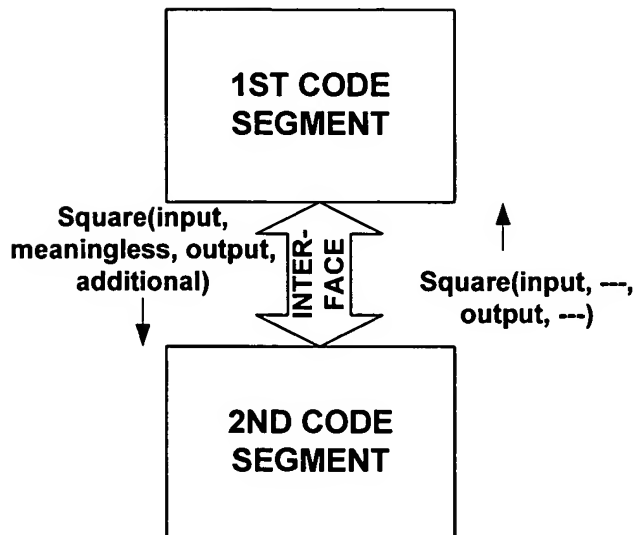 1ST CODE
SEGMENT
Square(input,
meaningless, output,
additional)
INTER-
FACE
Square(input, ---,
output, ---)
2ND CODE
SEGMENT